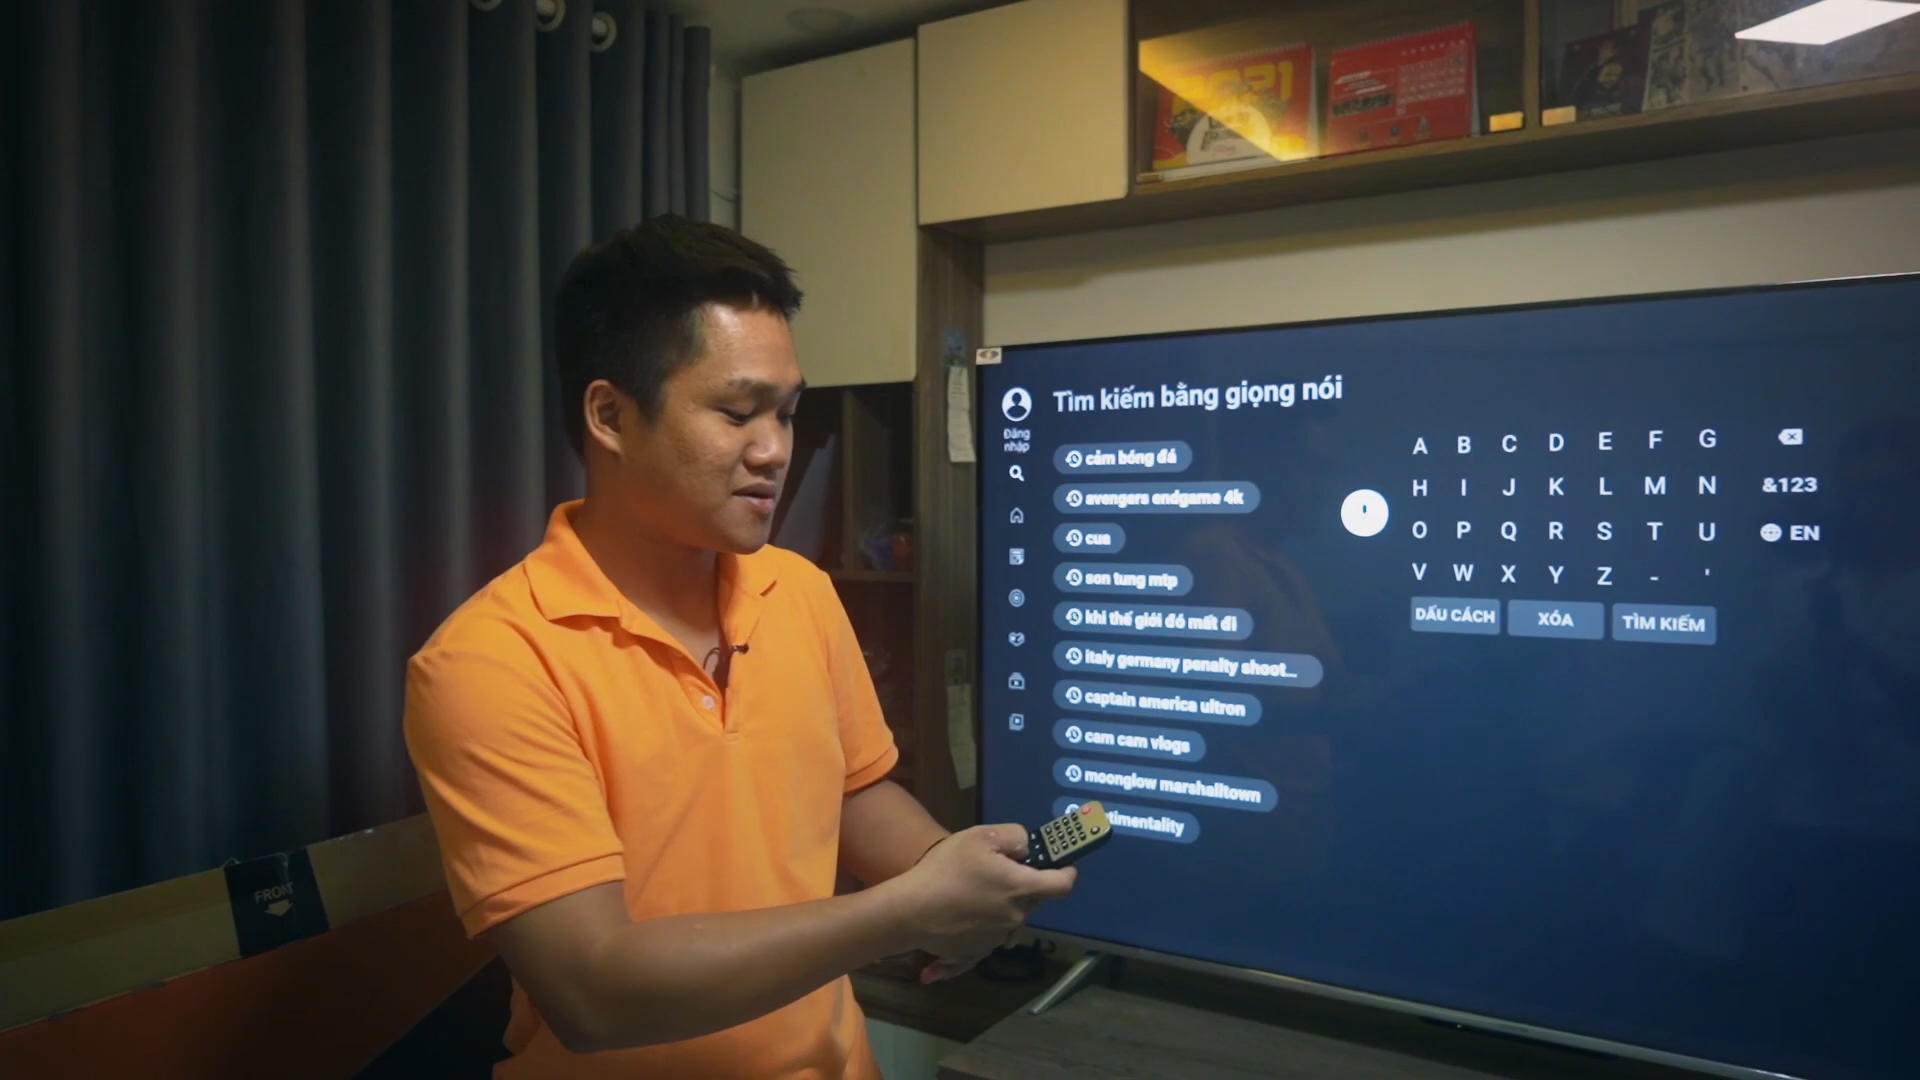 2021
Tìm kiếm bằng giọng nói
Đăng
nhập
cảm bóng đá
avengers endgame 4k
cua
son tung mtp
khi thế giới đó mất đi
italy germany penalty shoot...
captain america ultron
cam cam vlogs
moonglow marshalltown
timentality
A B C D E F G
H I J K L M N &123
O P Q R S T U EN
V W X Y Z - '
DẤU CÁCH XÓA TÌM KIẾM
FRONT